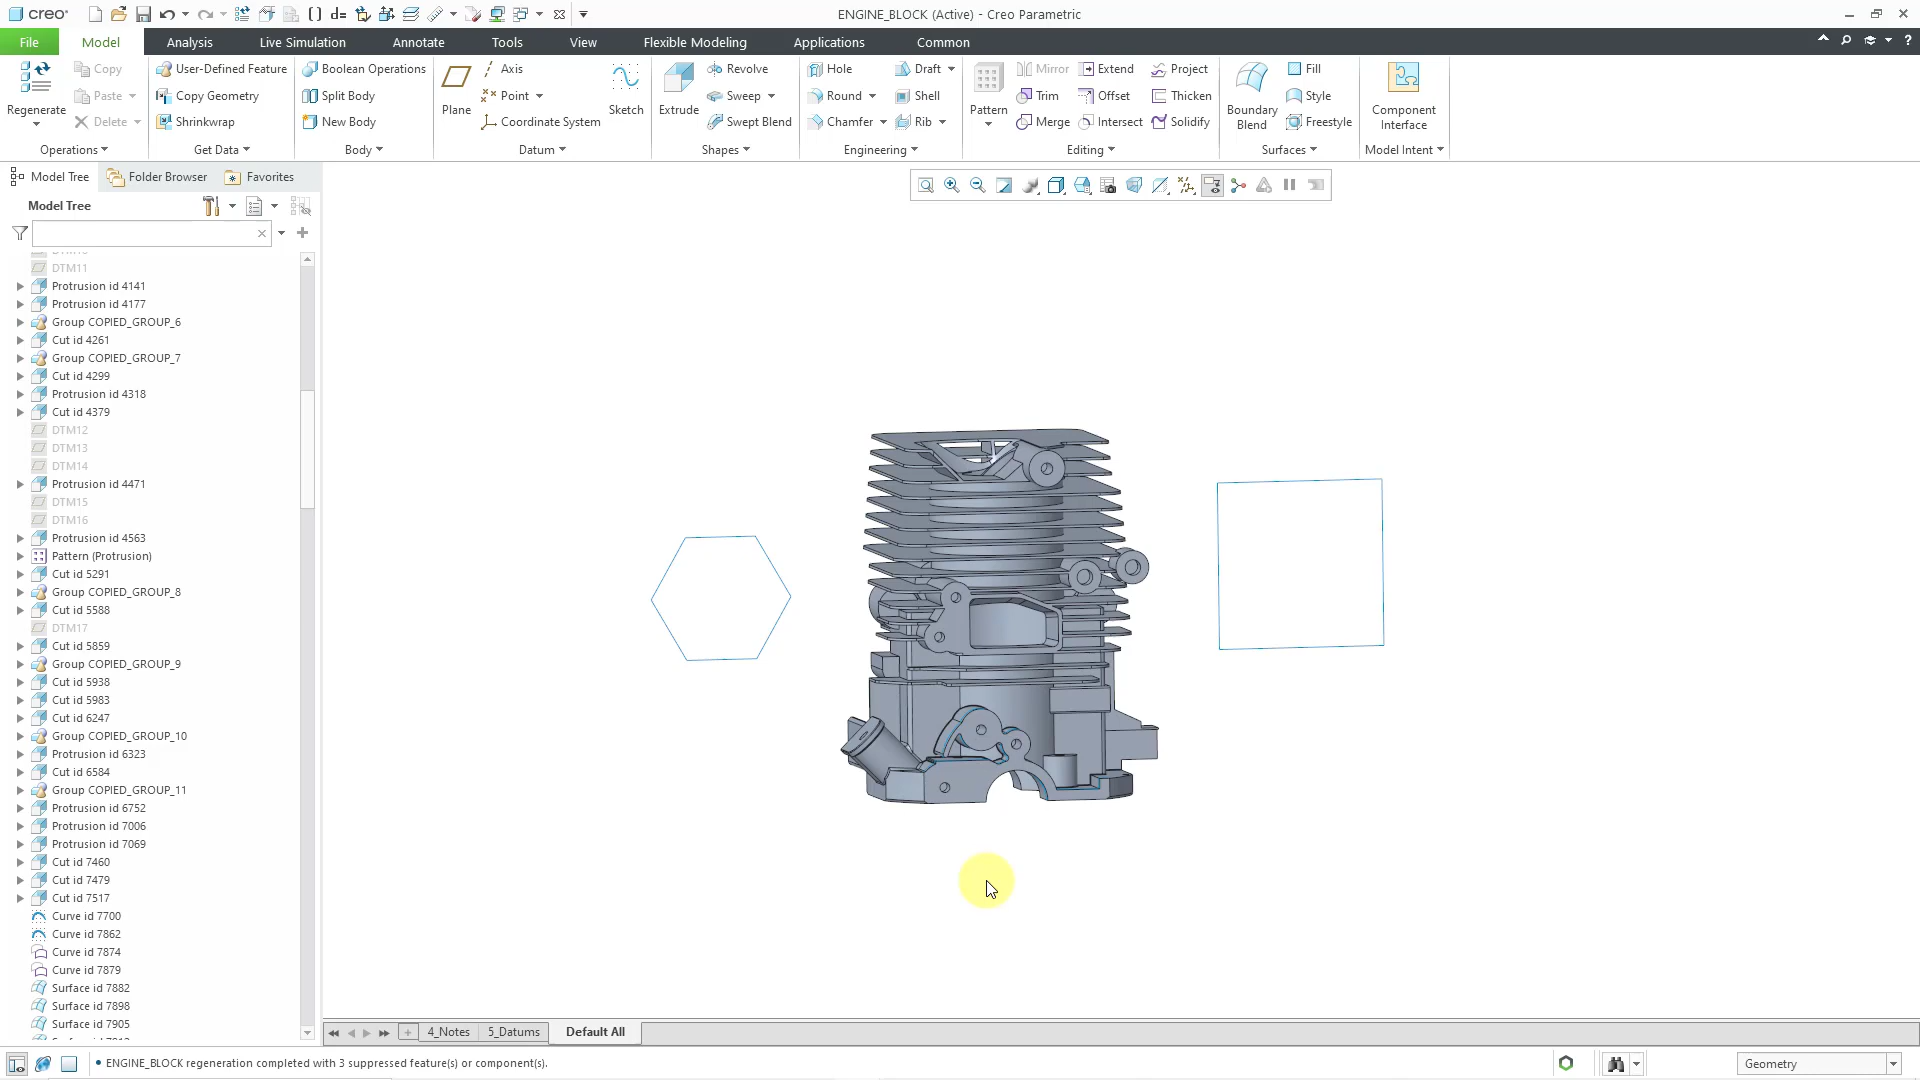 creo
ENGINE_BLOCK (Active) - Creo Parametric
File Model Analysis Live Simulation Annotate Tools View Flexible Modeling Applications Common
Regenerate
Copy
Paste
Delete
Operations
User-Defined Feature
Copy Geometry
Shrinkwrap
Get Data
Boolean Operations
Split Body
New Body
Body
Plane
Axis
Point
Coordinate System
Sketch
Datum
Extrude
Revolve
Sweep
Swept Blend
Shapes
Hole
Round
Chamfer
Draft
Shell
Rib
Engineering
Pattern
Mirror
Trim
Merge
Extend
Offset
Intersect
Project
Thicken
Solidify
Editing
Boundary
Blend
Fill
Style
Freestyle
Surfaces
Component
Interface
Model Intent
Model Tree Folder Browser Favorites
Model Tree
DTM11
Protrusion id 4141
Protrusion id 4177
Group COPIED_GROUP_6
Cut id 4261
Group COPIED_GROUP_7
Cut id 4299
Protrusion id 4318
Cut id 4379
DTM12
DTM13
DTM14
Protrusion id 4471
DTM15
DTM16
Protrusion id 4563
Pattern (Protrusion)
Cut id 5291
Group COPIED_GROUP_8
Cut id 5588
DTM17
Cut id 5859
Group COPIED_GROUP_9
Cut id 5938
Cut id 5983
Cut id 6247
Group COPIED_GROUP_10
Protrusion id 6323
Cut id 6584
Group COPIED_GROUP_11
Protrusion id 6752
Protrusion id 7006
Protrusion id 7069
Cut id 7460
Cut id 7479
Cut id 7517
Curve id 7700
Curve id 7862
Curve id 7874
Curve id 7879
Surface id 7882
Surface id 7898
Surface id 7905
4_Notes 5_Datums Default All
• ENGINE_BLOCK regeneration completed with 3 suppressed feature(s) or component(s).
Geometry